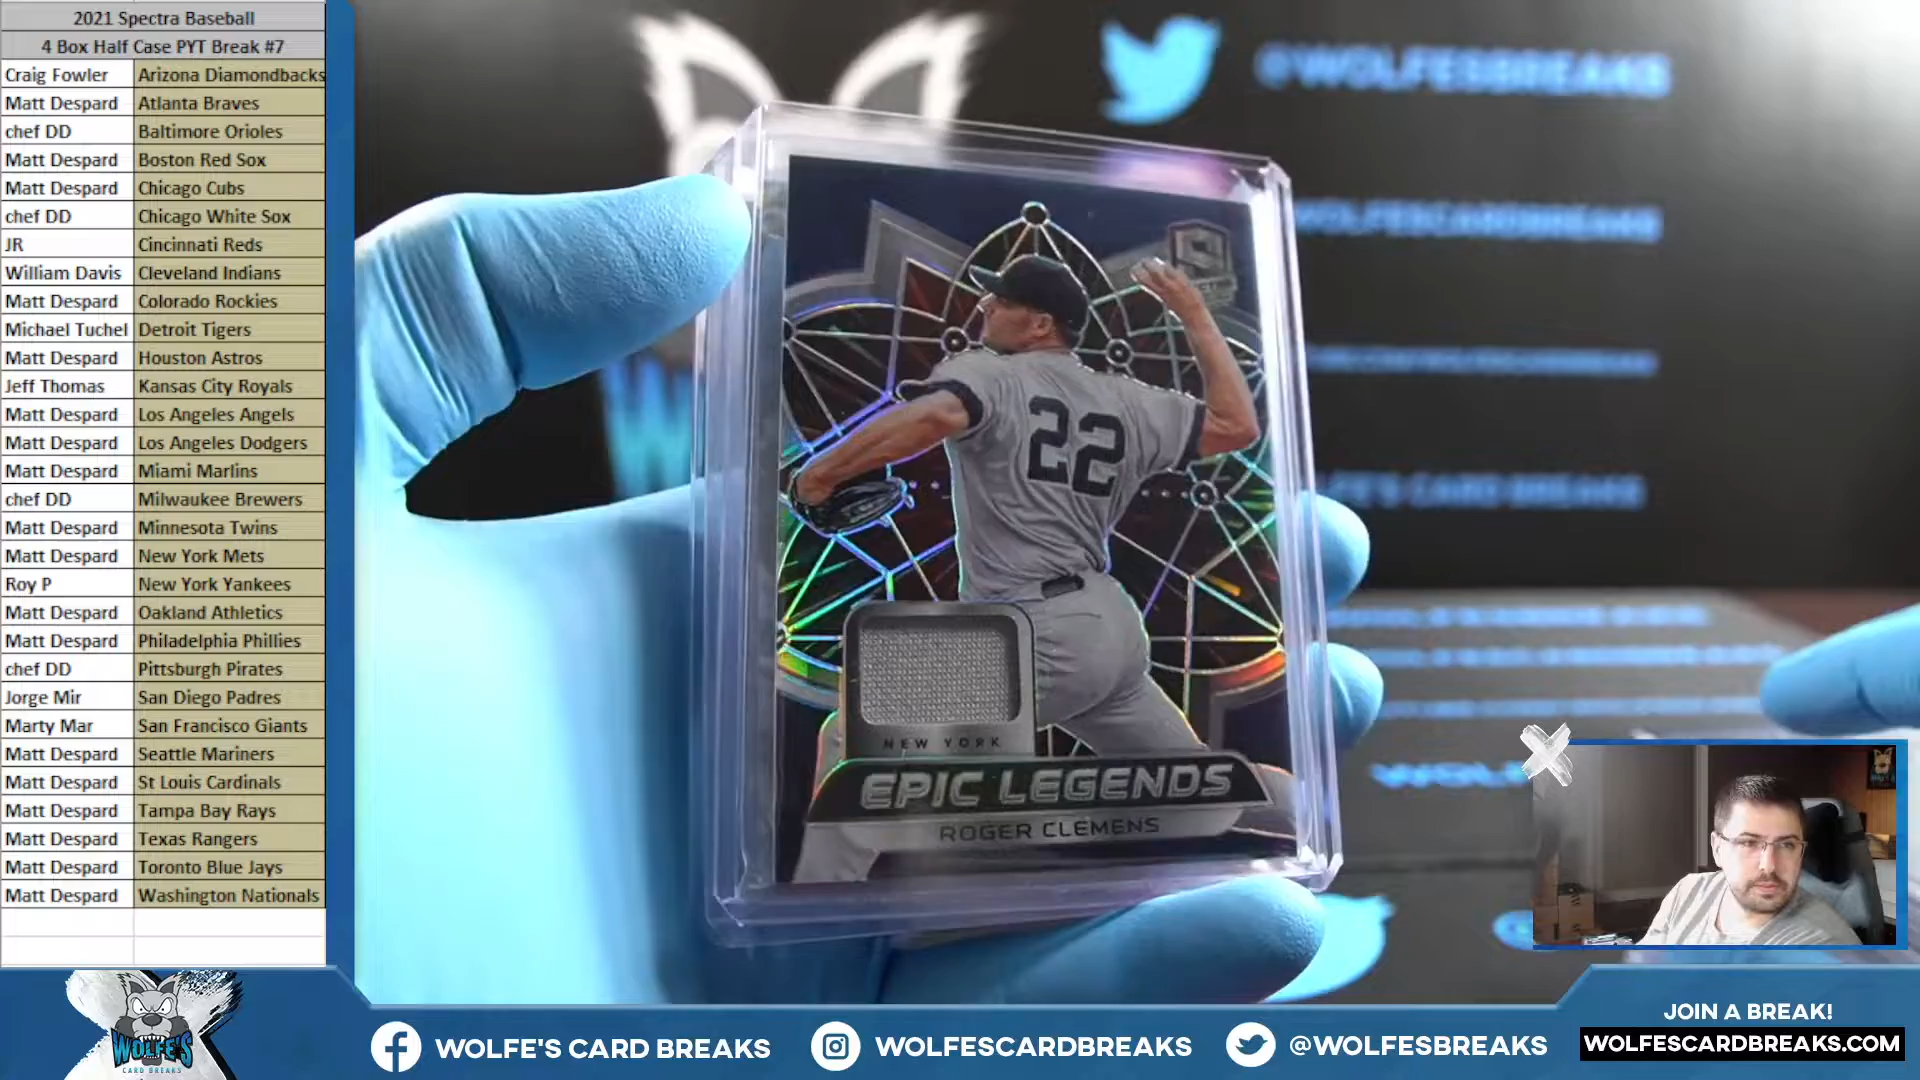 2021 Spectra Baseball
4 Box Half Case PYT Break #7
Craig Fowler Arizona Diamondbacks
Matt Despard Atlanta Braves
chef DD Baltimore Orioles
Matt Despard Boston Red Sox
Matt Despard Chicago Cubs
chef DD Chicago White Sox
JR Cincinnati Reds
William Davis Cleveland Indians
Matt Despard Colorado Rockies
Michael Tuchel Detroit Tigers
Matt Despard Houston Astros
Jeff Thomas Kansas City Royals
Matt Despard Los Angeles Angels
Matt Despard Los Angeles Dodgers
Matt Despard Miami Marlins
chef DD Milwaukee Brewers
Matt Despard Minnesota Twins
Matt Despard New York Mets
Roy P New York Yankees
Matt Despard Oakland Athletics
Matt Despard Philadelphia Phillies
chef DD Pittsburgh Pirates
Jorge Mir San Diego Padres
Marty Mar San Francisco Giants
Matt Despard Seattle Mariners
Matt Despard St Louis Cardinals
Matt Despard Tampa Bay Rays
Matt Despard Texas Rangers
Matt Despard Toronto Blue Jays
Matt Despard Washington Nationals
@WOLFESBREAKS
WOLFESCARDBREAKS
22
NEW YORK
EPIC LEGENDS
ROGER CLEMENS
WOLFE'S
CARD BREAKS
WOLFE'S CARD BREAKS
WOLFESCARDBREAKS
@WOLFESBREAKS
JOIN A BREAK!
WOLFESCARDBREAKS.COM